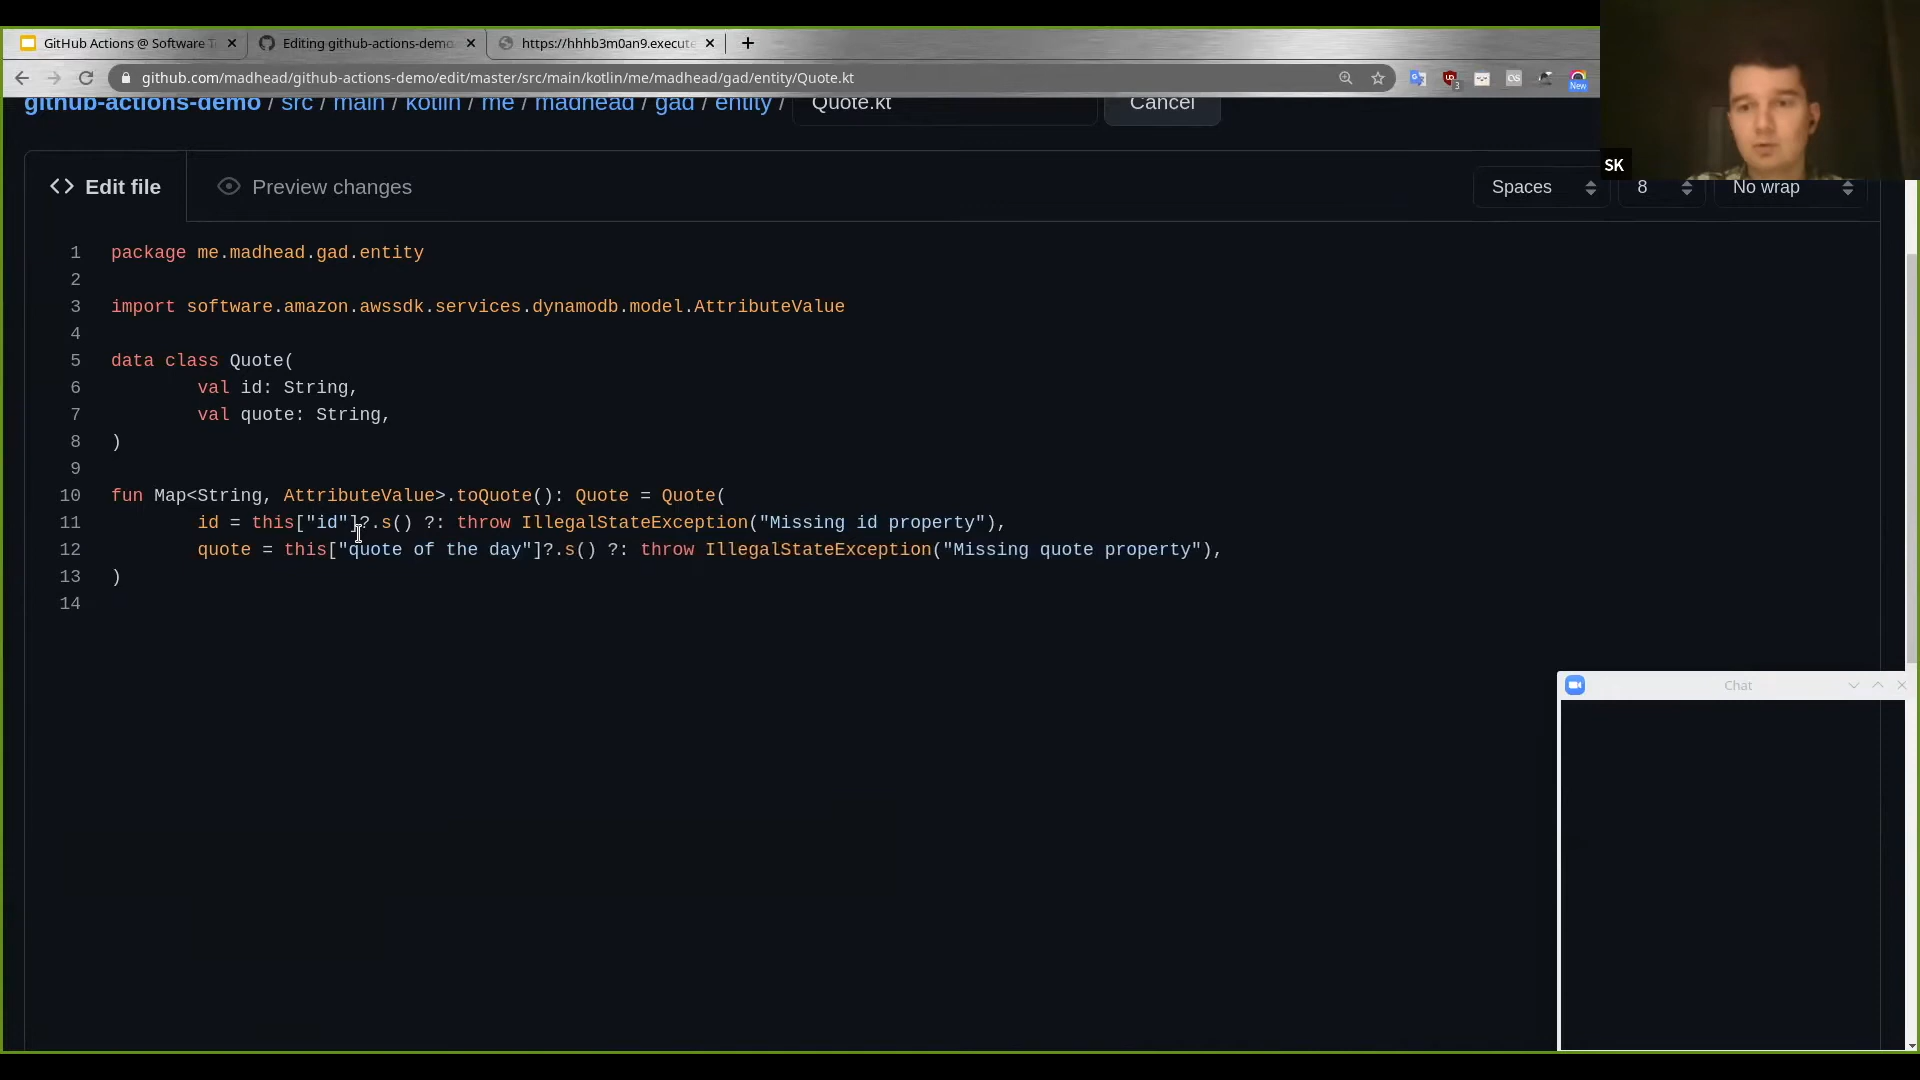 GitHub Actions @ Software T
Editing github-actions-demo
https://hhhb3m0an9.execute
github.com/madhead/github-actions-demo/edit/master/src/main/kotlin/me/madhead/gad/entity/Quote.kt
3
New
github-actions-demo / src / main / kotlin / me / madhead / gad / entity / Quote.kt Cancel
SK
Edit file
Preview changes
Spaces
8
No wrap
1 package me.madhead.gad.entity
2
3 import software.amazon.awssdk.services.dynamodb.model.AttributeValue
4
5 data class Quote(
6 val id: String,
7 val quote: String,
8 )
9
10 fun Map<String, AttributeValue>.toQuote(): Quote = Quote(
11 id = this["id"]?.s() ?: throw IllegalStateException("Missing id property"),
12 quote = this["quote of the day"]?.s() ?: throw IllegalStateException("Missing quote property"),
13 )
14
Chat